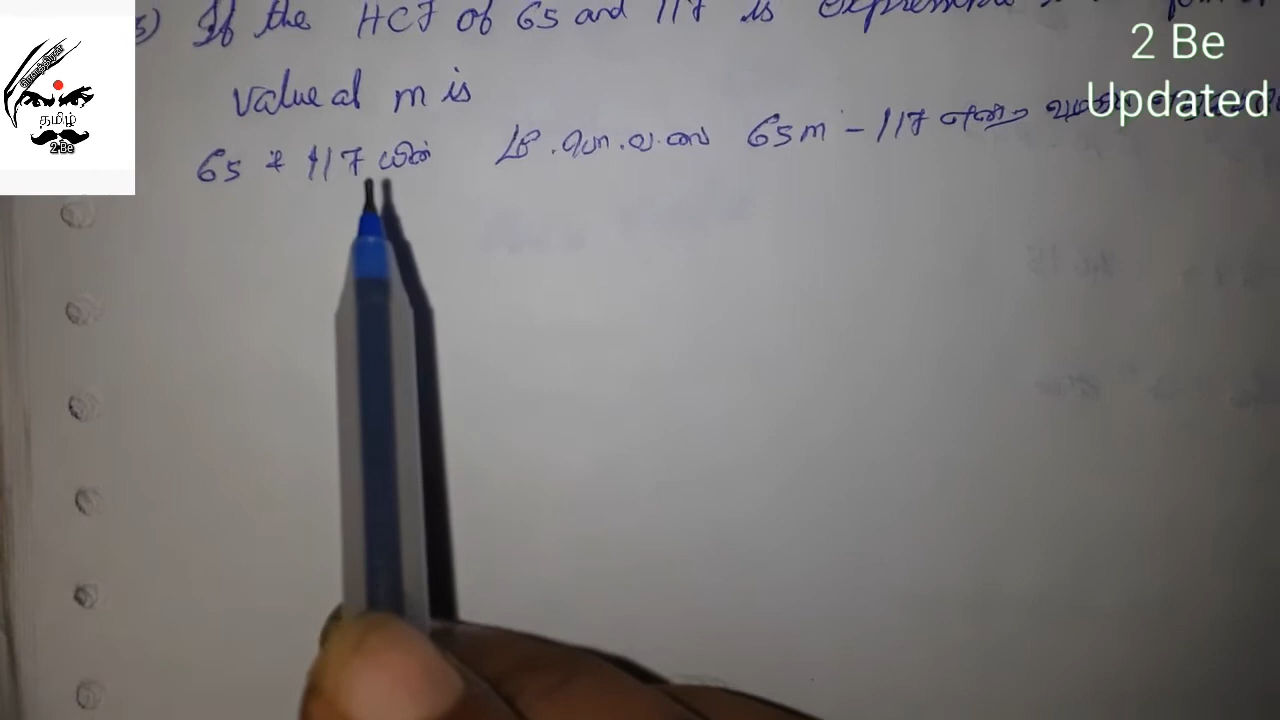 5) If the HCF of 65 and 117 is
value of m is
65 & 117 யின் மீ.பொ.வ.வை 65m - 117 என்ற
2 Be
Updated
தமிழ்
2 Be